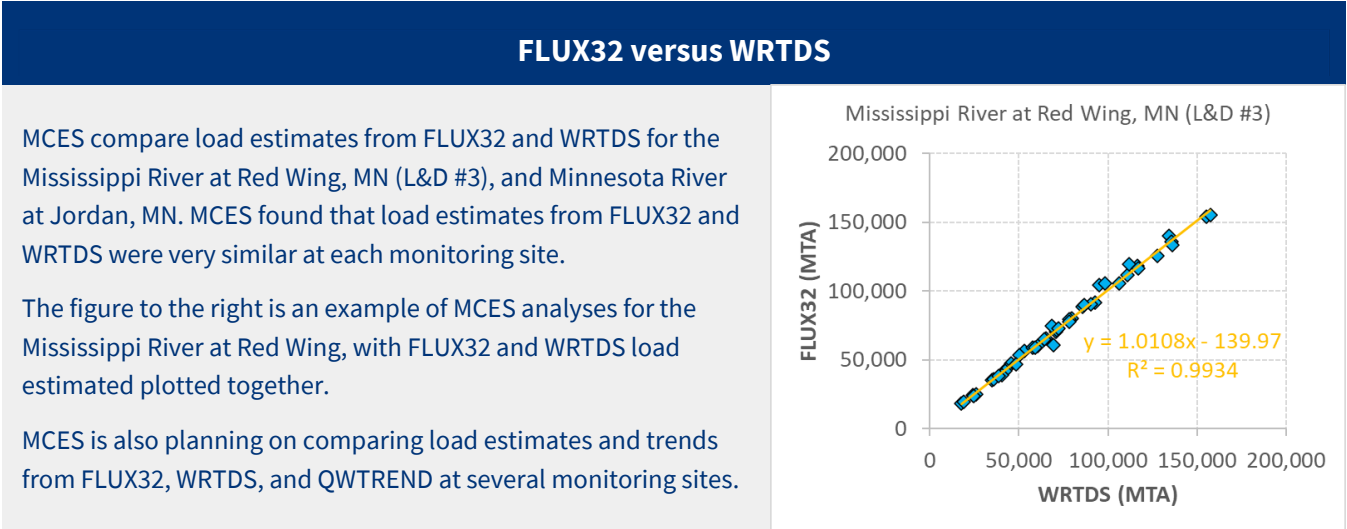 FLUX32 versus WRTDS
MCES compare load estimates from FLUX32 and WRTDS for the
Mississippi River at Red Wing, MN (L&D #3), and Minnesota River
at Jordan, MN. MCES found that load estimates from FLUX32 and
WRTDS were very similar at each monitoring site.
The figure to the right is an example of MCES analyses for the
Mississippi River at Red Wing, with FLUX32 and WRTDS load
estimated plotted together.
MCES is also planning on comparing load estimates and trends
from FLUX32, WRTDS, and QWTREND at several monitoring sites.
Mississippi River at Red Wing, MN (L&D #3)
200,000
150,000
100,000
50,000
0
FLUX32 (MTA)
y = 1.0108x - 139.97
R² = 0.9934
0 50,000 100,000 150,000 200,000
WRTDS (MTA)